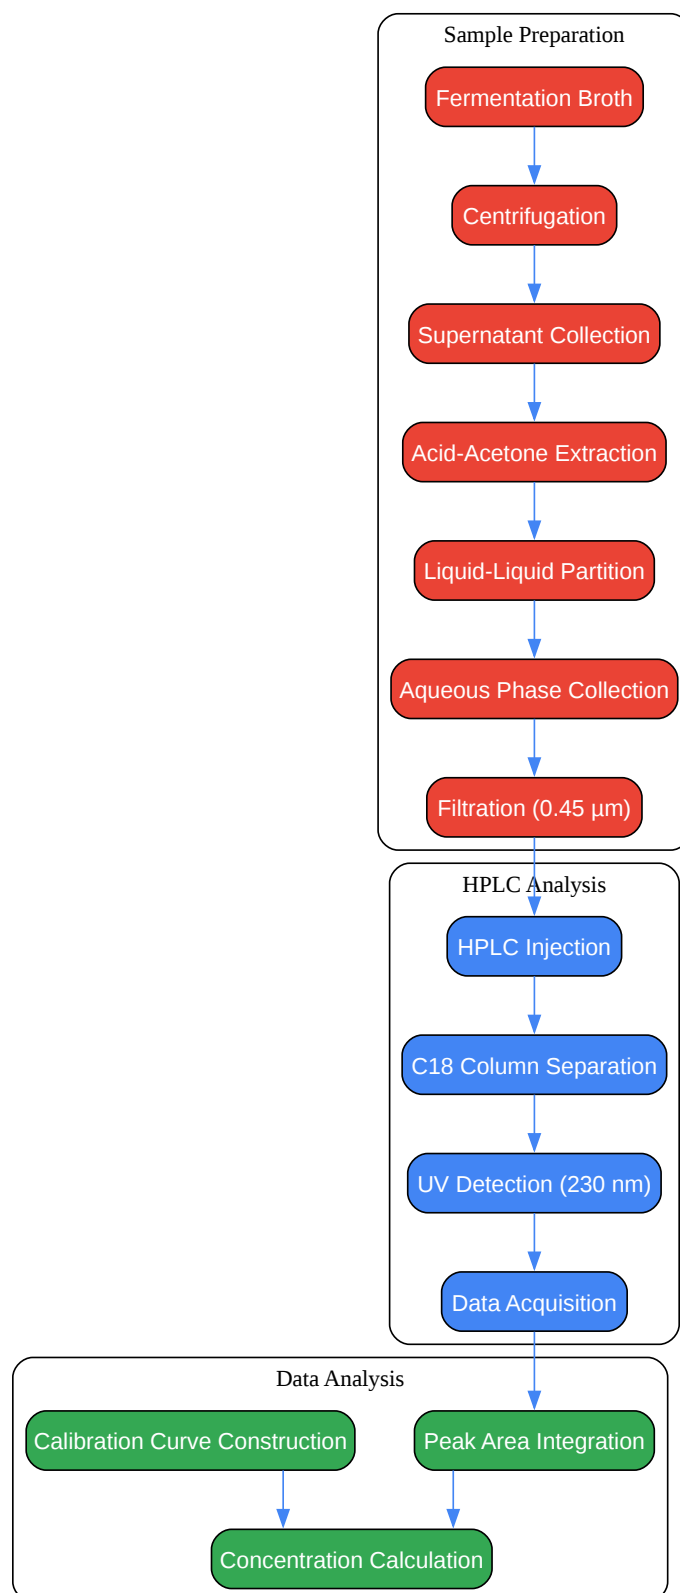 Sample Preparation
Fermentation Broth
Centrifugation
Supernatant Collection
Acid-Acetone Extraction
Liquid-Liquid Partition
Aqueous Phase Collection
Filtration (0.45 µm)
HPLC Analysis
HPLC Injection
C18 Column Separation
UV Detection (230 nm)
Data Acquisition
Data Analysis
Calibration Curve Construction
Peak Area Integration
Concentration Calculation